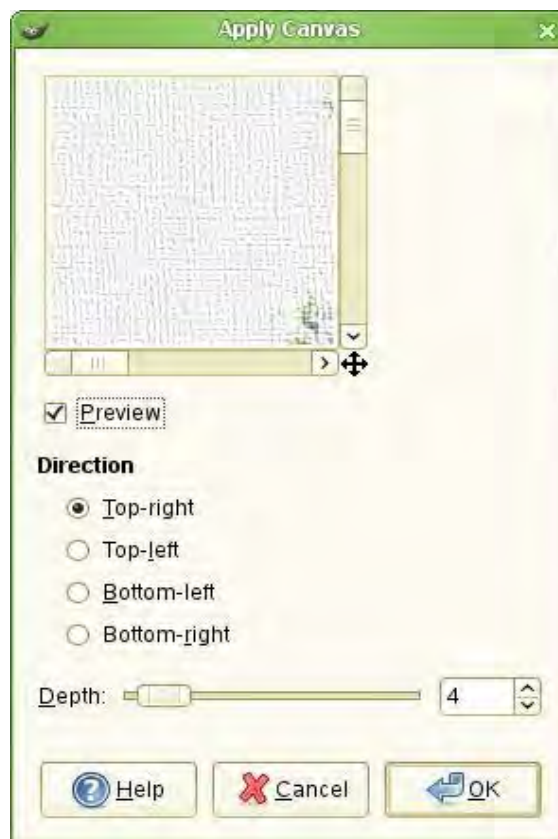 Apply Canvas
Preview
Direction
Top-right
Top-left
Bottom-left
Bottom-right
Depth: 4
Help Cancel OK